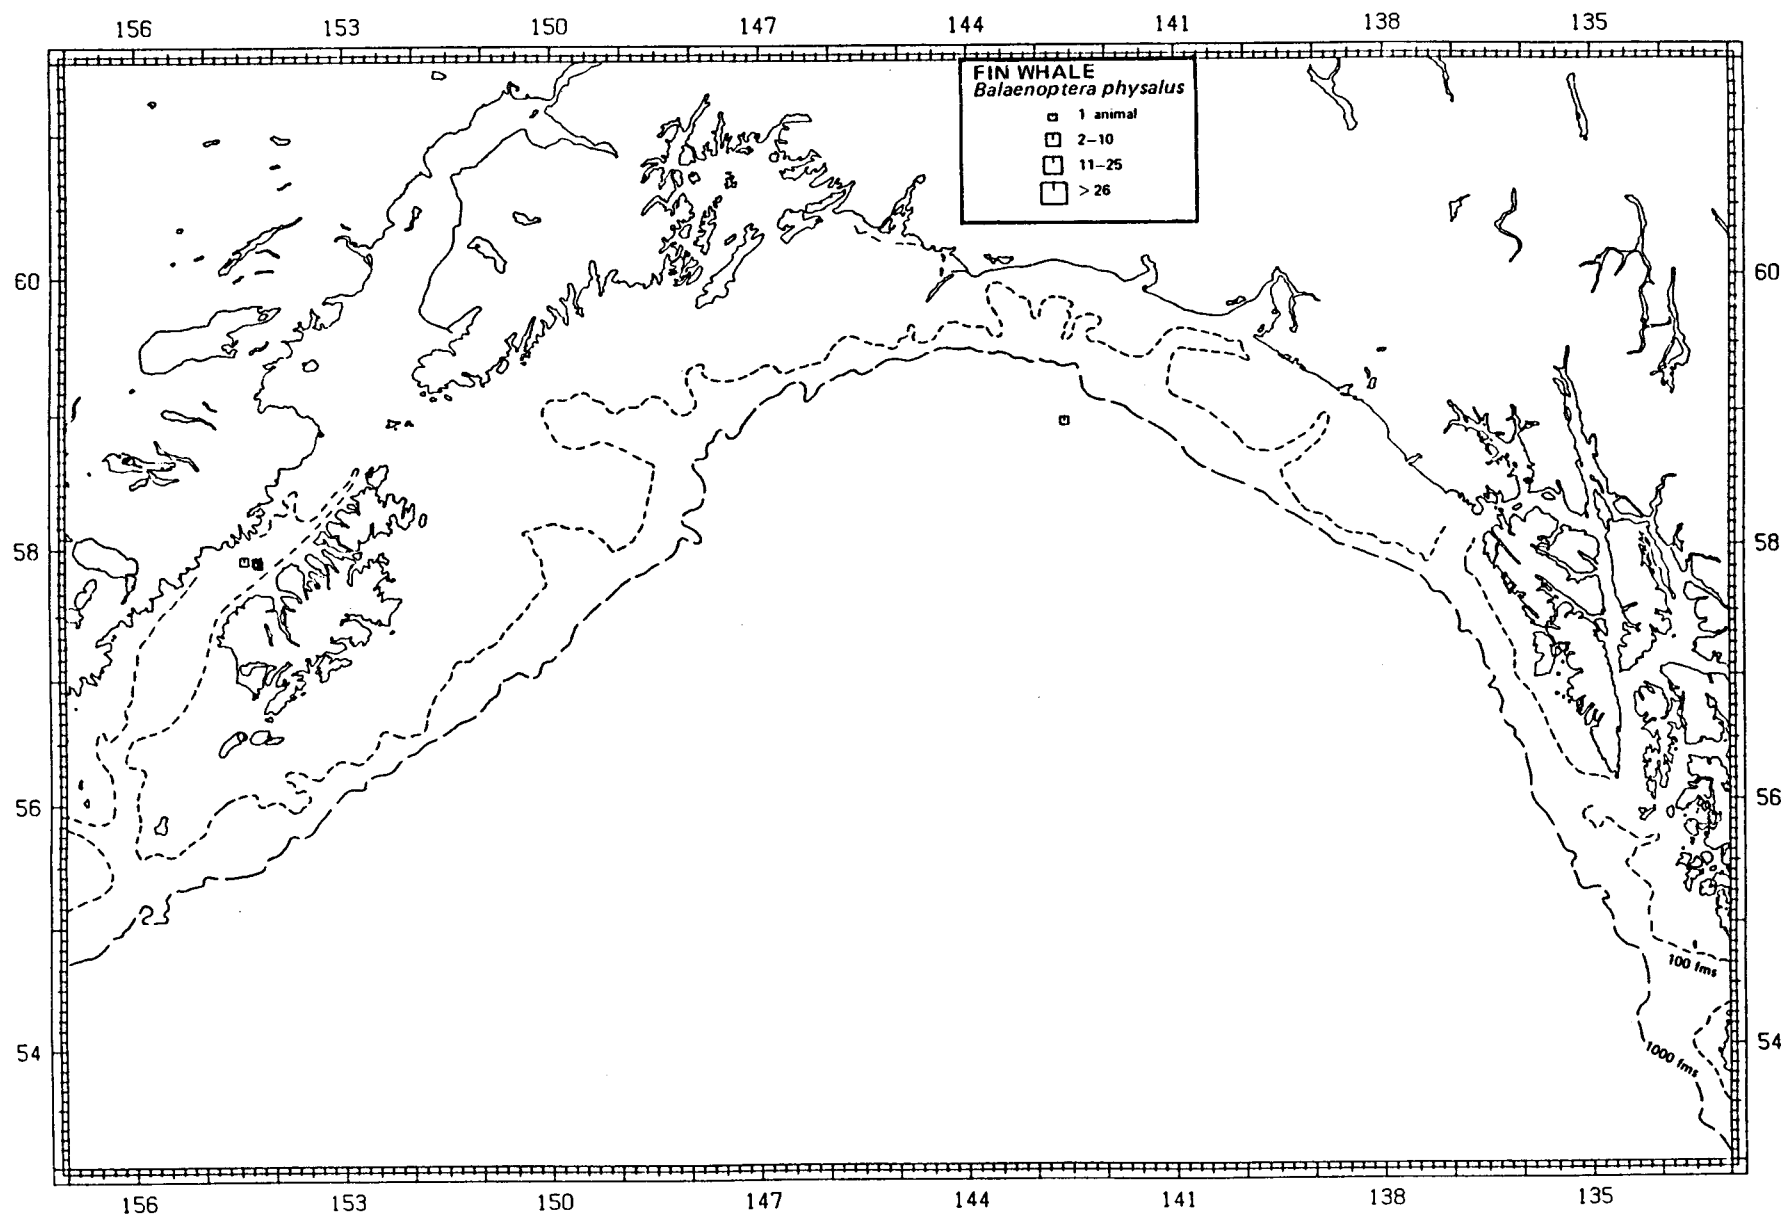 156 153 150 147 144 141 138 135
FIN WHALE
Balaenoptera physalus
1 animal
2–10
11–25
> 26
60 60
58 58
56 56
100 fms
1000 fms
54 54
156 153 150 147 144 141 138 135